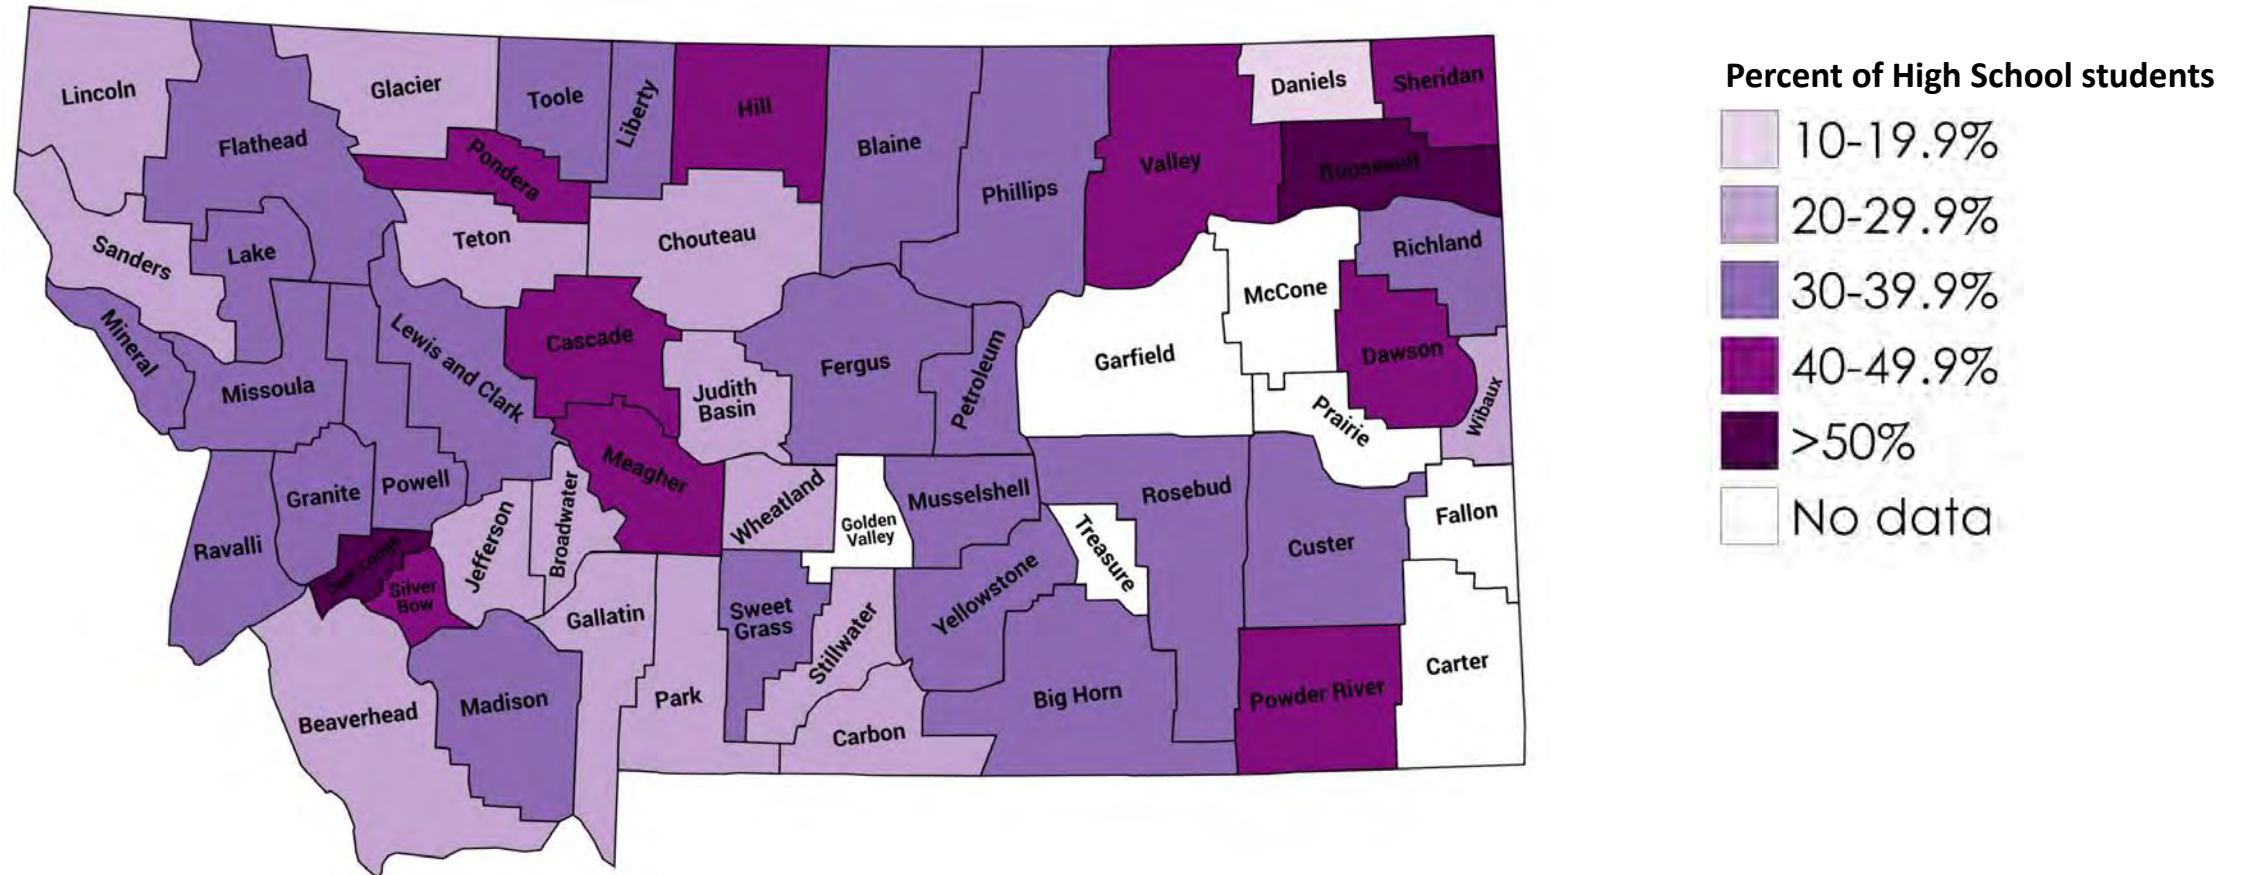 Percent of High School students
10-19.9%
20-29.9%
30-39.9%
40-49.9%
>50%
No data
Lincoln
Flathead
Glacier
Toole
Liberty
Hill
Blaine
Phillips
Valley
Daniels
Sheridan
Roosevelt
Pondera
Teton
Chouteau
Sanders
Lake
Richland
McCone
Mineral
Missoula
Lewis and Clark
Cascade
Judith
Basin
Fergus
Petroleum
Garfield
Dawson
Prairie
Wibaux
Ravalli
Granite
Powell
Meagher
Broadwater
Jefferson
Wheatland
Golden
Valley
Musselshell
Rosebud
Treasure
Custer
Fallon
Deer Lodge
Silver
Bow
Gallatin
Park
Sweet
Grass
Stillwater
Yellowstone
Big Horn
Powder River
Carter
Beaverhead
Madison
Carbon